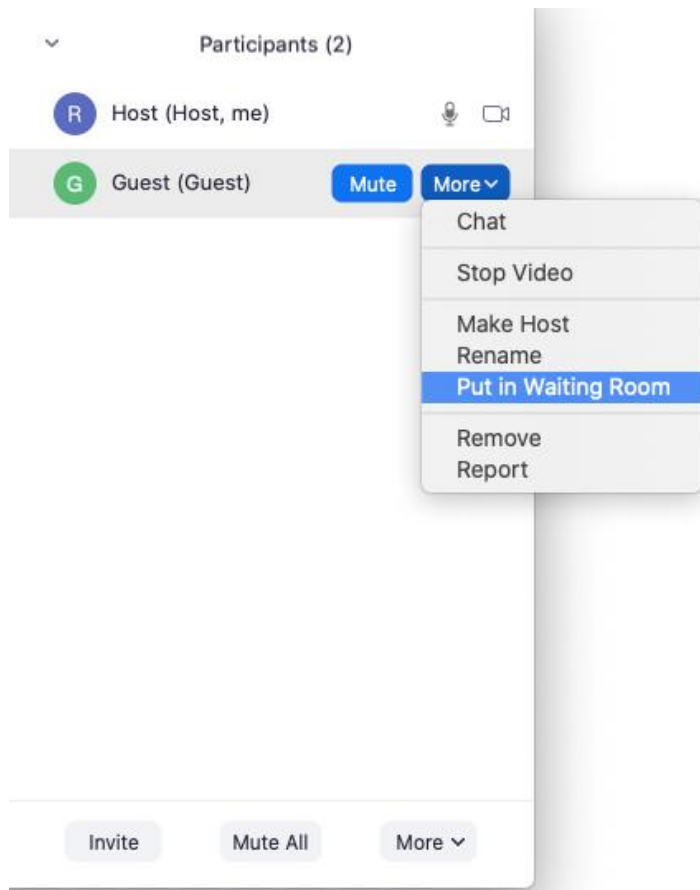 Participants (2)
R Host (Host, me)
G Guest (Guest) Mute More
Chat
Stop Video
Make Host
Rename
Put in Waiting Room
Remove
Report
Invite Mute All More